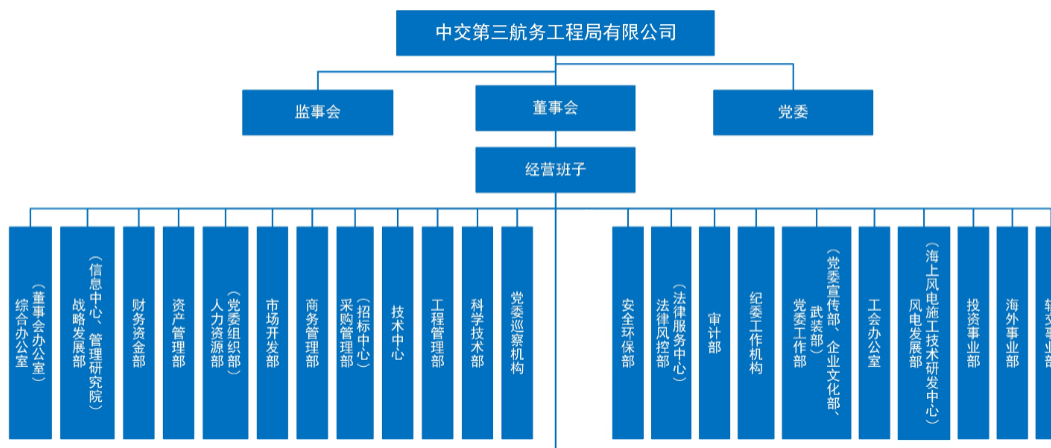 中交第三航务工程局有限公司
监事会
董事会
党委
经营班子
综合办公室
（董事会办公室）
战略发展部
（信息中心、管理研究院）
财务资金部
资产管理部
人力资源部
（党委组织部）
市场开发部
商务管理部
采购管理部
（招标中心）
技术中心
工程管理部
科学技术部
党委巡察机构
安全环保部
法律风控部
（法律服务中心）
审计部
纪委工作机构
党委工作部
（党委宣传部、企业文化部、
武装部）
工会办公室
风电发展部
（海上风电施工技术研发中心）
投资事业部
海外事业部